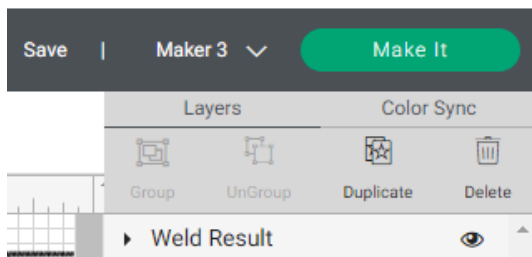 Save | Maker 3 Make It
Layers Color Sync
Group UnGroup Duplicate Delete
Weld Result